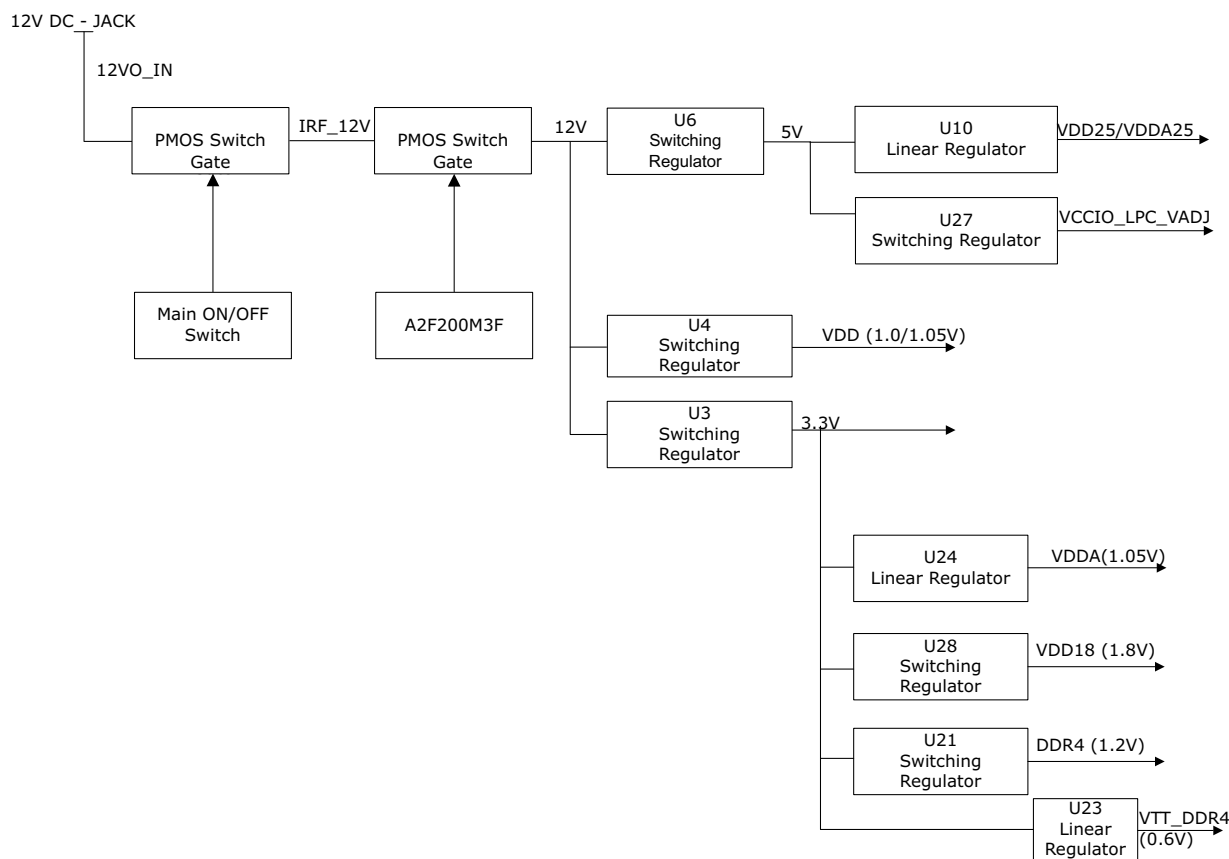 12V DC - JACK
12VO_IN
PMOS Switch
Gate
IRF_12V
PMOS Switch
Gate
12V
U6
Switching
Regulator
5V
U10
Linear Regulator
VDD25/VDDA25
U27
Switching Regulator
VCCIO_LPC_VADJ
Main ON/OFF
Switch
A2F200M3F
U4
Switching
Regulator
VDD (1.0/1.05V)
U3
Switching
Regulator
3.3V
U24
Linear Regulator
VDDA(1.05V)
U28
Switching
Regulator
VDD18 (1.8V)
U21
Switching
Regulator
DDR4 (1.2V)
U23
Linear
Regulator
VTT_DDR4
(0.6V)